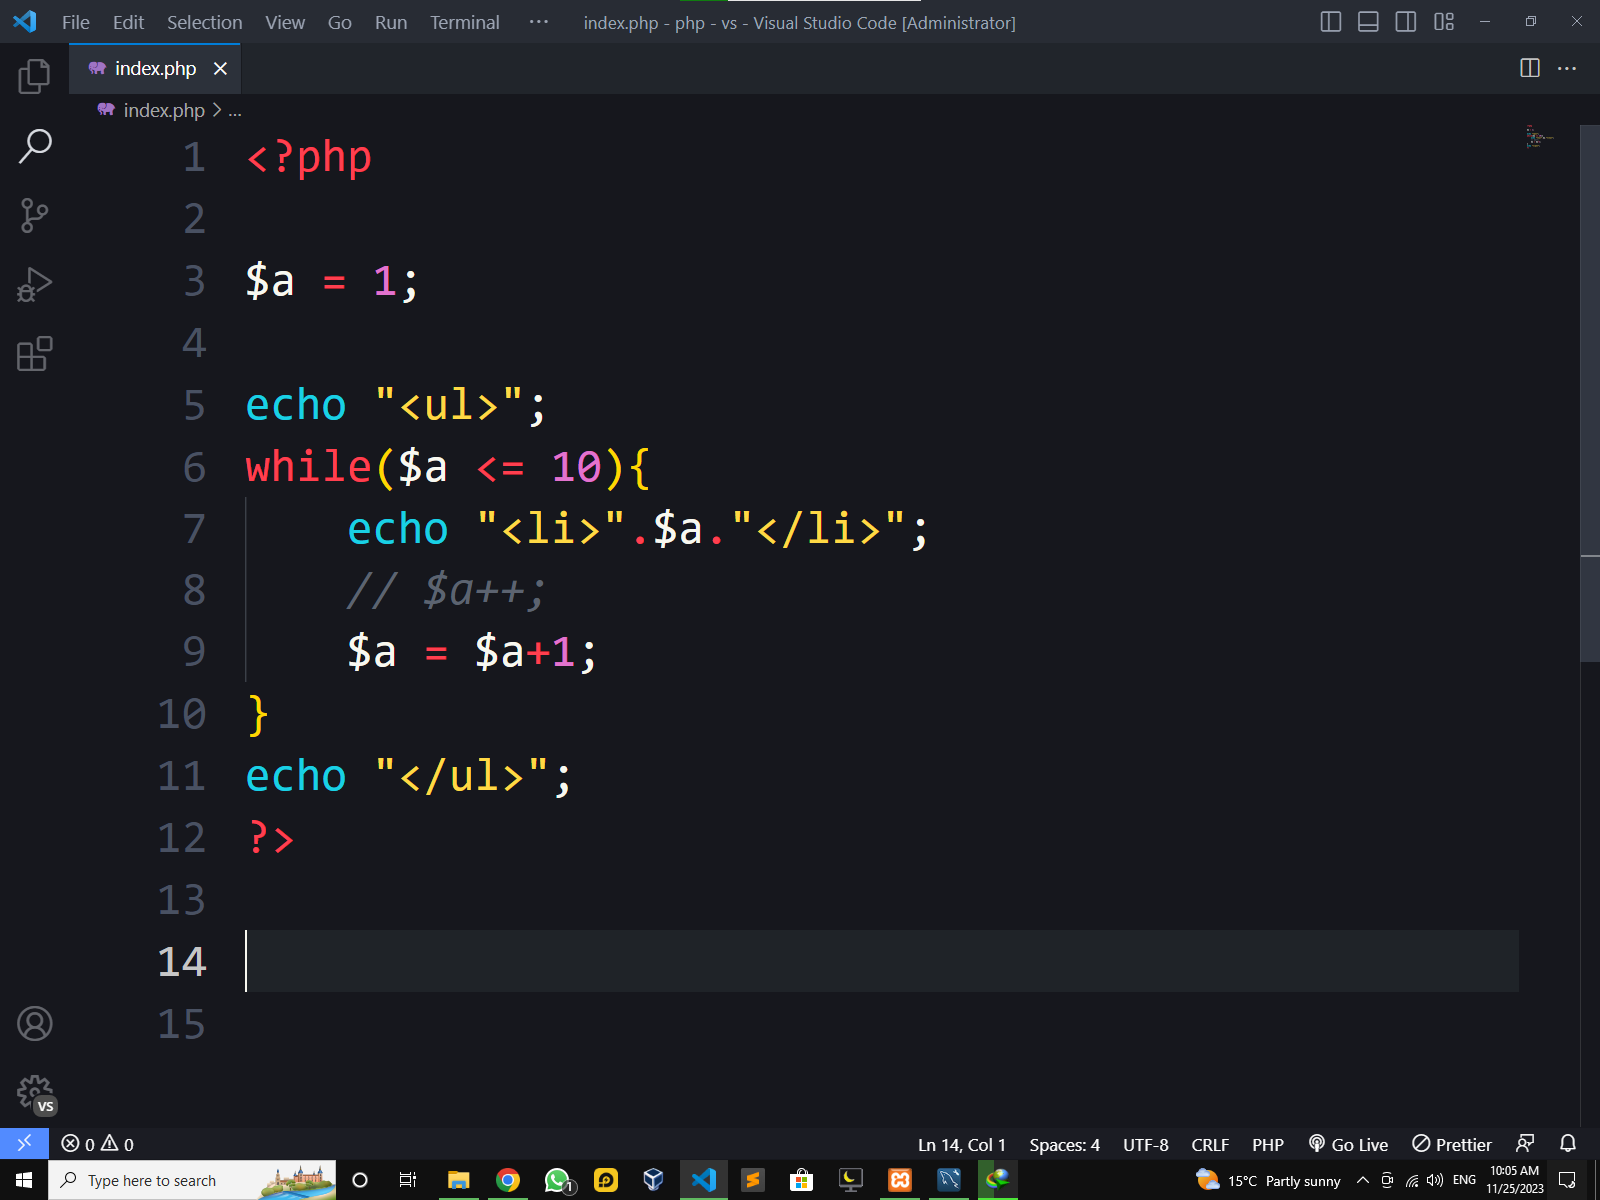 File Edit Selection View Go Run Terminal ··· index.php - php - vs - Visual Studio Code [Administrator]
index.php
index.php > ...
1 <?php
2
3 $a = 1;
4
5 echo "<ul>";
6 while($a <= 10){
7 echo "<li>".$a."</li>";
8 // $a++;
9 $a = $a+1;
10 }
11 echo "</ul>";
12 ?>
13
14
15
VS
0 0 Ln 14, Col 1 Spaces: 4 UTF-8 CRLF PHP Go Live Prettier
Type here to search 1 15°C Partly sunny ENG 10:05 AM
11/25/2023